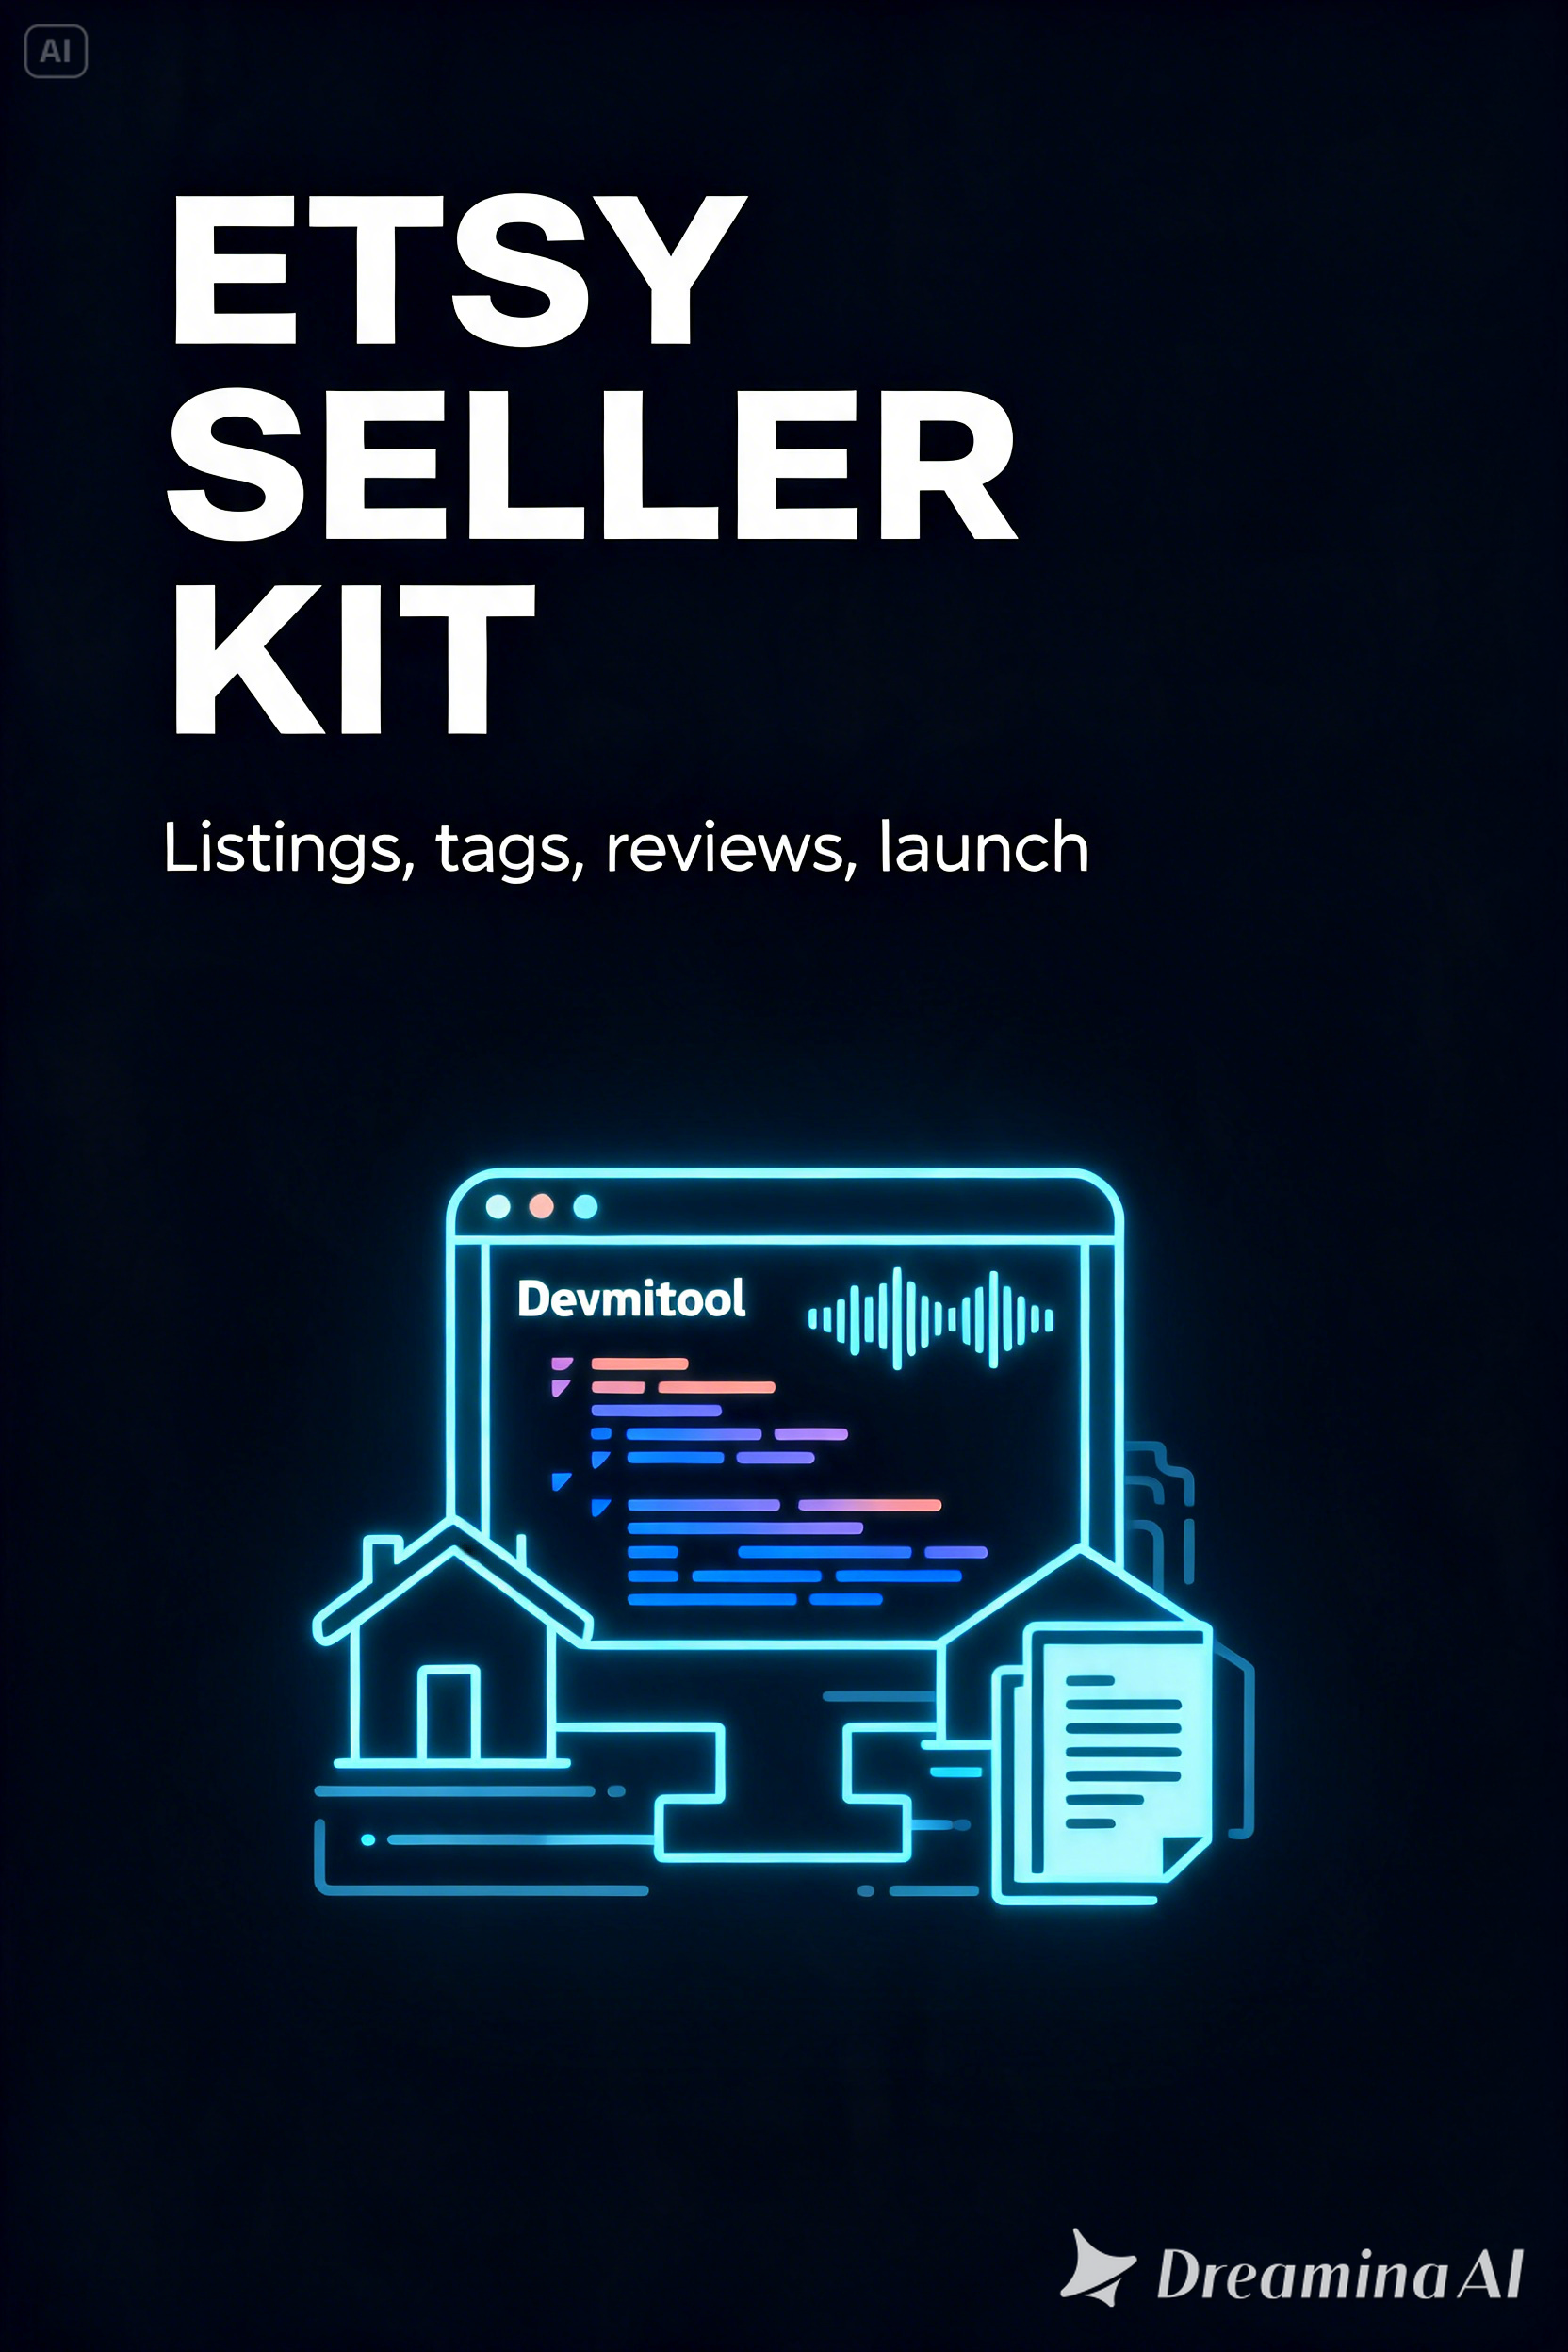 AI
ETSY
SELLER
KIT
Listings, tags, reviews, launch
Devmitool
Dreamina AI